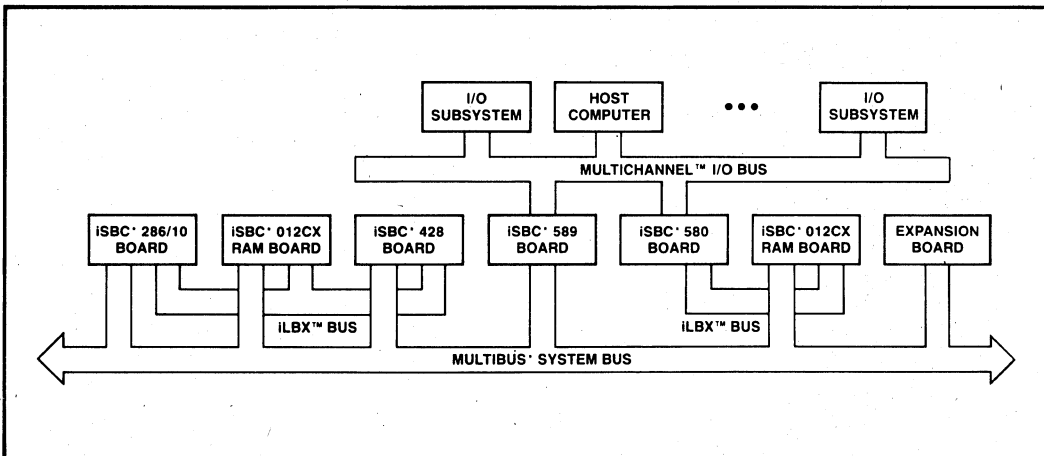 I/O
SUBSYSTEM
HOST
COMPUTER
•••
I/O
SUBSYSTEM
MULTICHANNEL™ I/O BUS
iSBC® 286/10
BOARD
iSBC® 012CX
RAM BOARD
iSBC® 428
BOARD
iSBC® 589
BOARD
iSBC® 580
BOARD
iSBC® 012CX
RAM BOARD
EXPANSION
BOARD
iLBX™ BUS
iLBX™ BUS
MULTIBUS® SYSTEM BUS